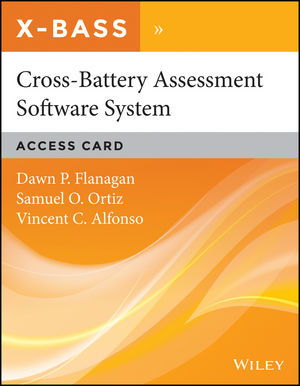 X-BASS »
Cross-Battery Assessment
Software System
ACCESS CARD
Dawn P. Flanagan
Samuel O. Ortiz
Vincent C. Alfonso
WILEY